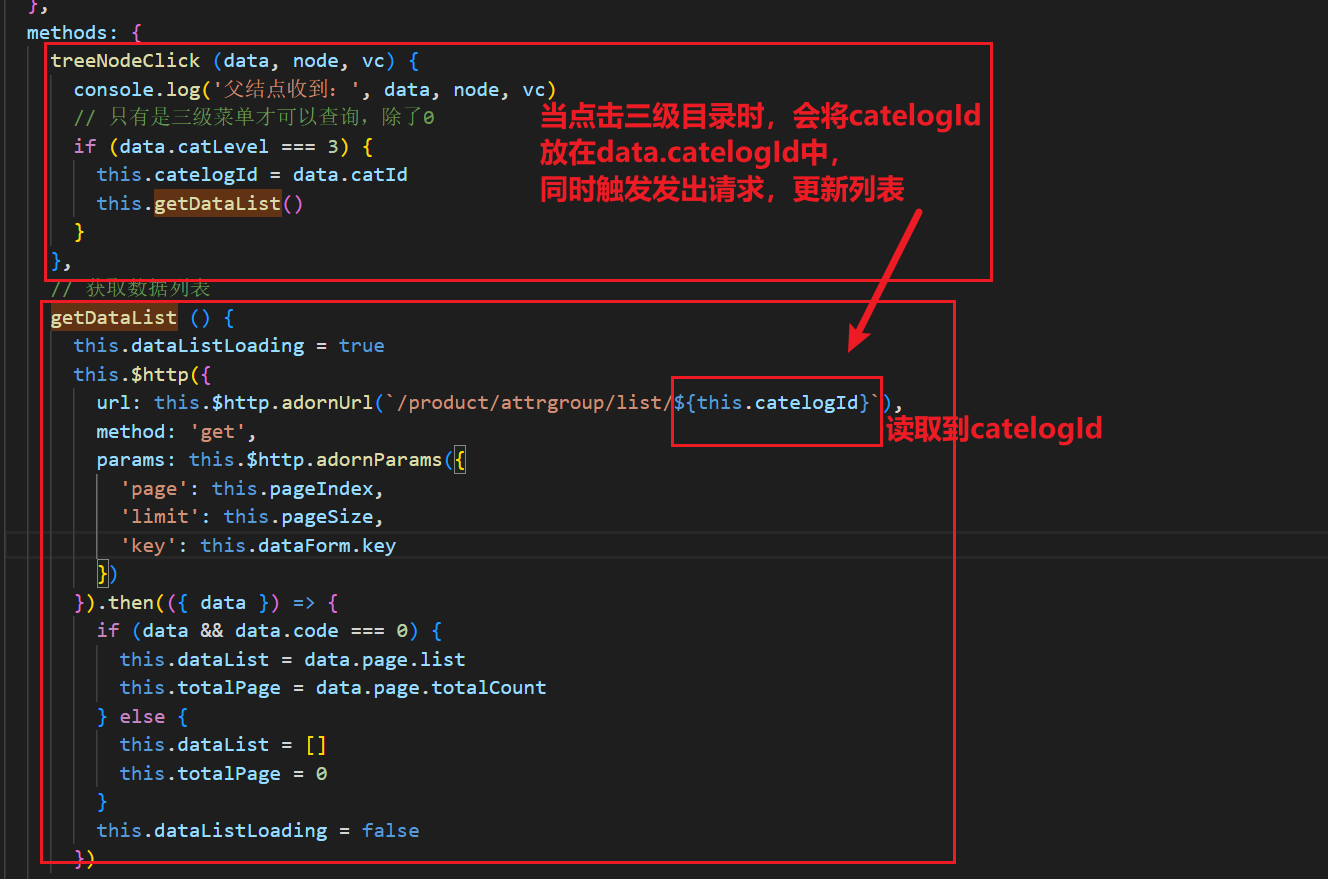 },
methods: {
treeNodeClick (data, node, vc) {
console.log('父结点收到：', data, node, vc)
// 只有是三级菜单才可以查询，除了0
if (data.catLevel === 3) {
this.catelogId = data.catId
this.getDataList()
}
},
当点击三级目录时，会将catelogId
放在data.catelogId中，
同时触发发出请求，更新列表
// 获取数据列表
getDataList () {
this.dataListLoading = true
this.$http({
url: this.$http.adornUrl(`/product/attrgroup/list/${this.catelogId}`),
读取到catelogId
method: 'get',
params: this.$http.adornParams({
'page': this.pageIndex,
'limit': this.pageSize,
'key': this.dataForm.key
})
}).then(({ data }) => {
if (data && data.code === 0) {
this.dataList = data.page.list
this.totalPage = data.page.totalCount
} else {
this.dataList = []
this.totalPage = 0
}
this.dataListLoading = false
})